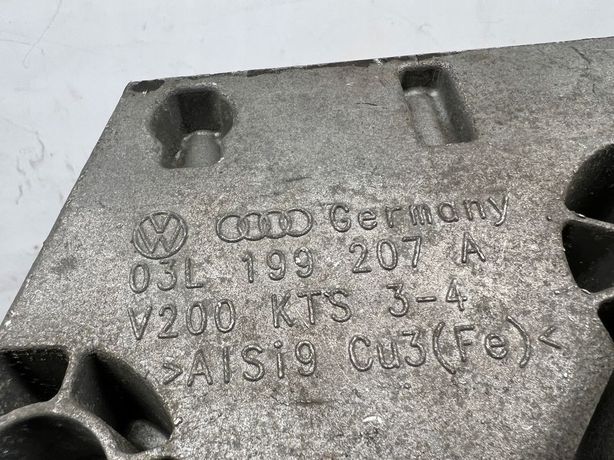 Germany
03L 199 207 A
V200 KTS 3-4
>AlSi9 Cu3(Fe)<